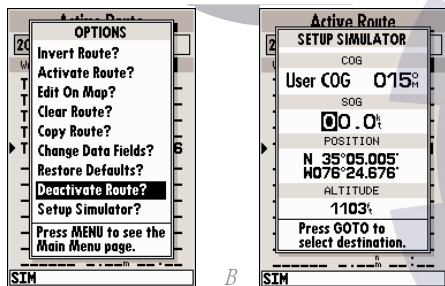 Active Route
OPTIONS
Invert Route?
Activate Route?
Edit On Map?
Clear Route?
Copy Route?
Change Data Fields?
Restore Defaults?
Deactivate Route?
Setup Simulator?
Press MENU to see the
Main Menu page.
SIM
B
Active Route
SETUP SIMULATOR
COG
User COG 015°M
SOG
00.0kt
POSITION
N 35°05.005'
W076°24.676'
ALTITUDE
1103ft
Press GOTO to
select destination.
SIM